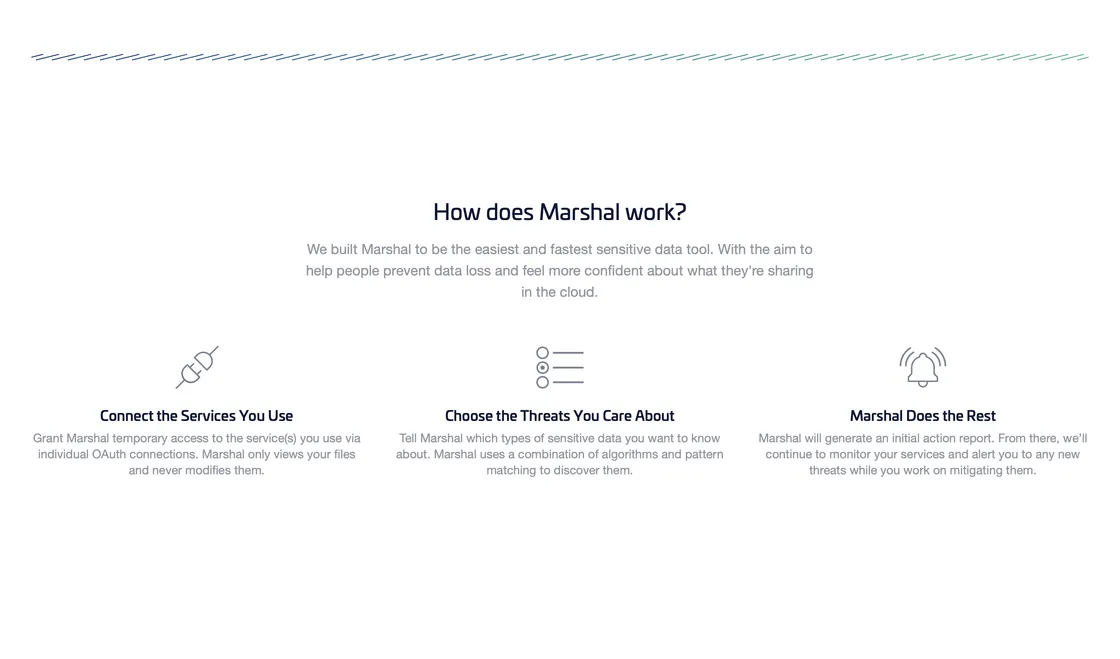 How does Marshal work?
We built Marshal to be the easiest and fastest sensitive data tool. With the aim to
help people prevent data loss and feel more confident about what they're sharing
in the cloud.
Connect the Services You Use
Grant Marshal temporary access to the service(s) you use via
individual OAuth connections. Marshal only views your files
and never modifies them.
Choose the Threats You Care About
Tell Marshal which types of sensitive data you want to know
about. Marshal uses a combination of algorithms and pattern
matching to discover them.
Marshal Does the Rest
Marshal will generate an initial action report. From there, we'll
continue to monitor your services and alert you to any new
threats while you work on mitigating them.